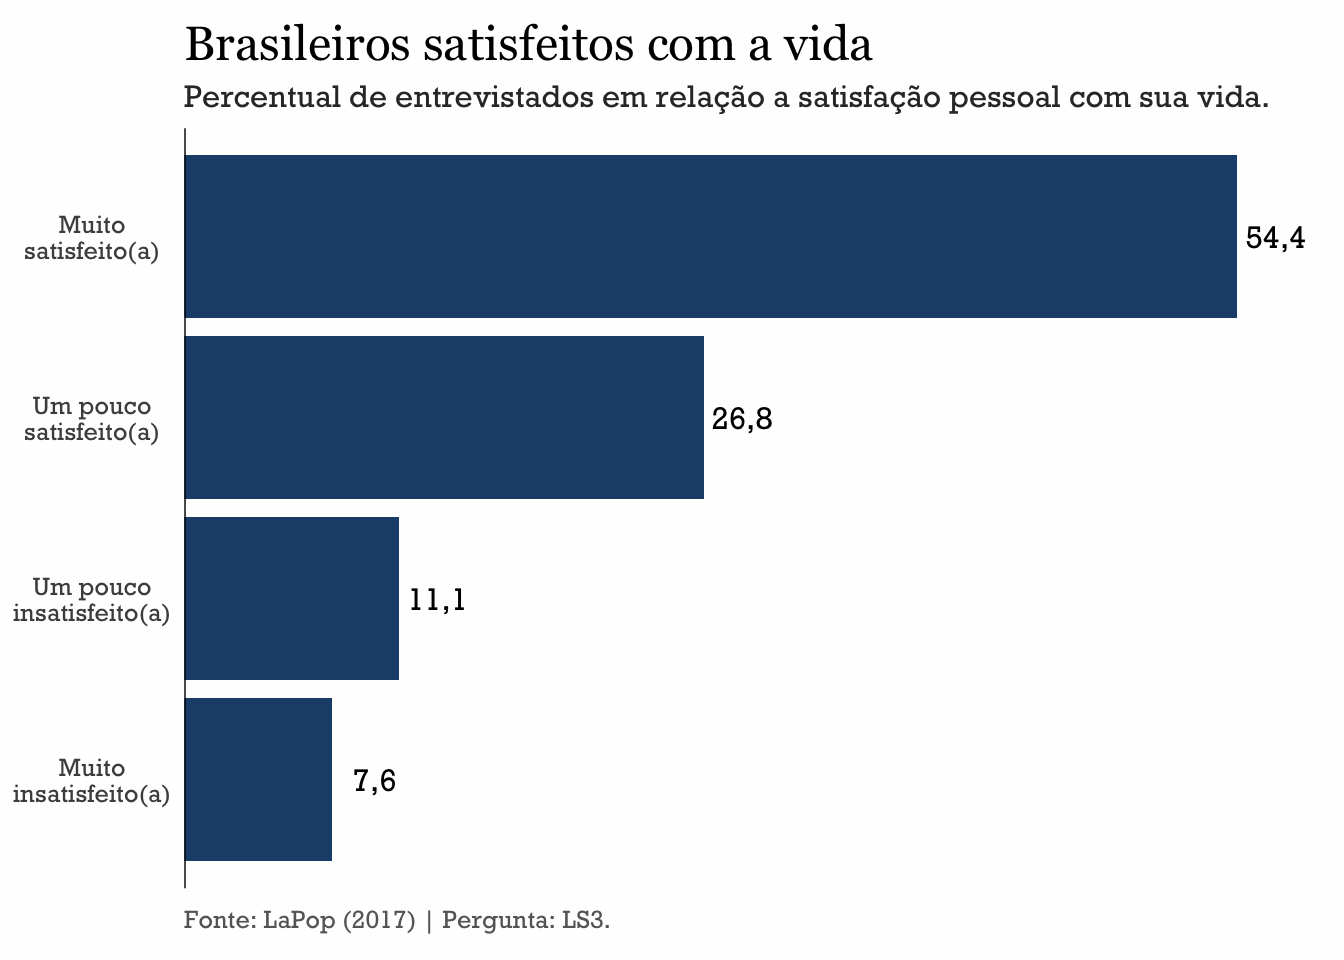 Brasileiros satisfeitos com a vida
Percentual de entrevistados em relação a satisfação pessoal com sua vida.
Muito
satisfeito(a)
54,4
Um pouco
satisfeito(a)
26,8
Um pouco
insatisfeito(a)
11,1
Muito
insatisfeito(a)
7,6
Fonte: LaPop (2017) | Pergunta: LS3.